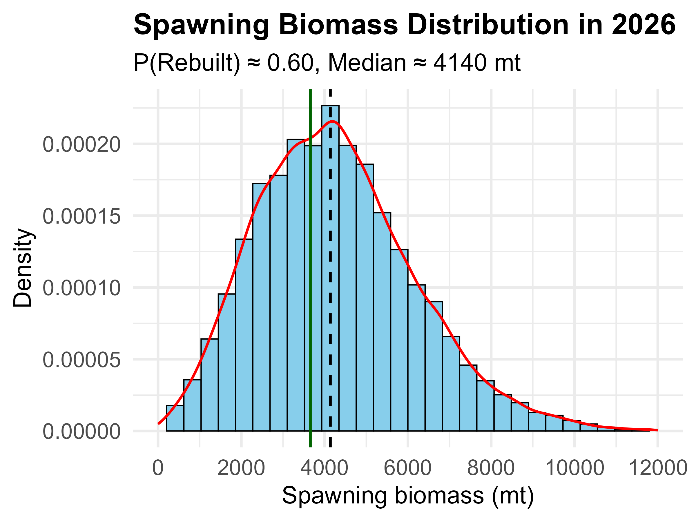 Spawning Biomass Distribution in 2026
P(Rebuilt) ≈ 0.60, Median ≈ 4140 mt
Density
0.00020
0.00015
0.00010
0.00005
0.00000
0 2000 4000 6000 8000 10000 12000
Spawning biomass (mt)